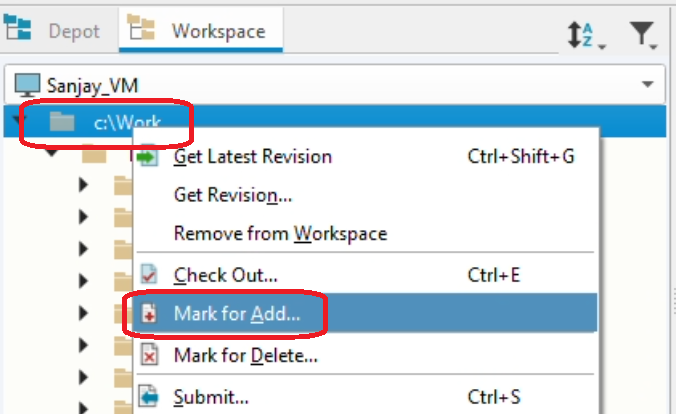 Depot Workspace
Sanjay_VM
c:\Work
Get Latest Revision Ctrl+Shift+G
Get Revision...
Remove from Workspace
Check Out... Ctrl+E
Mark for Add...
Mark for Delete...
Submit... Ctrl+S